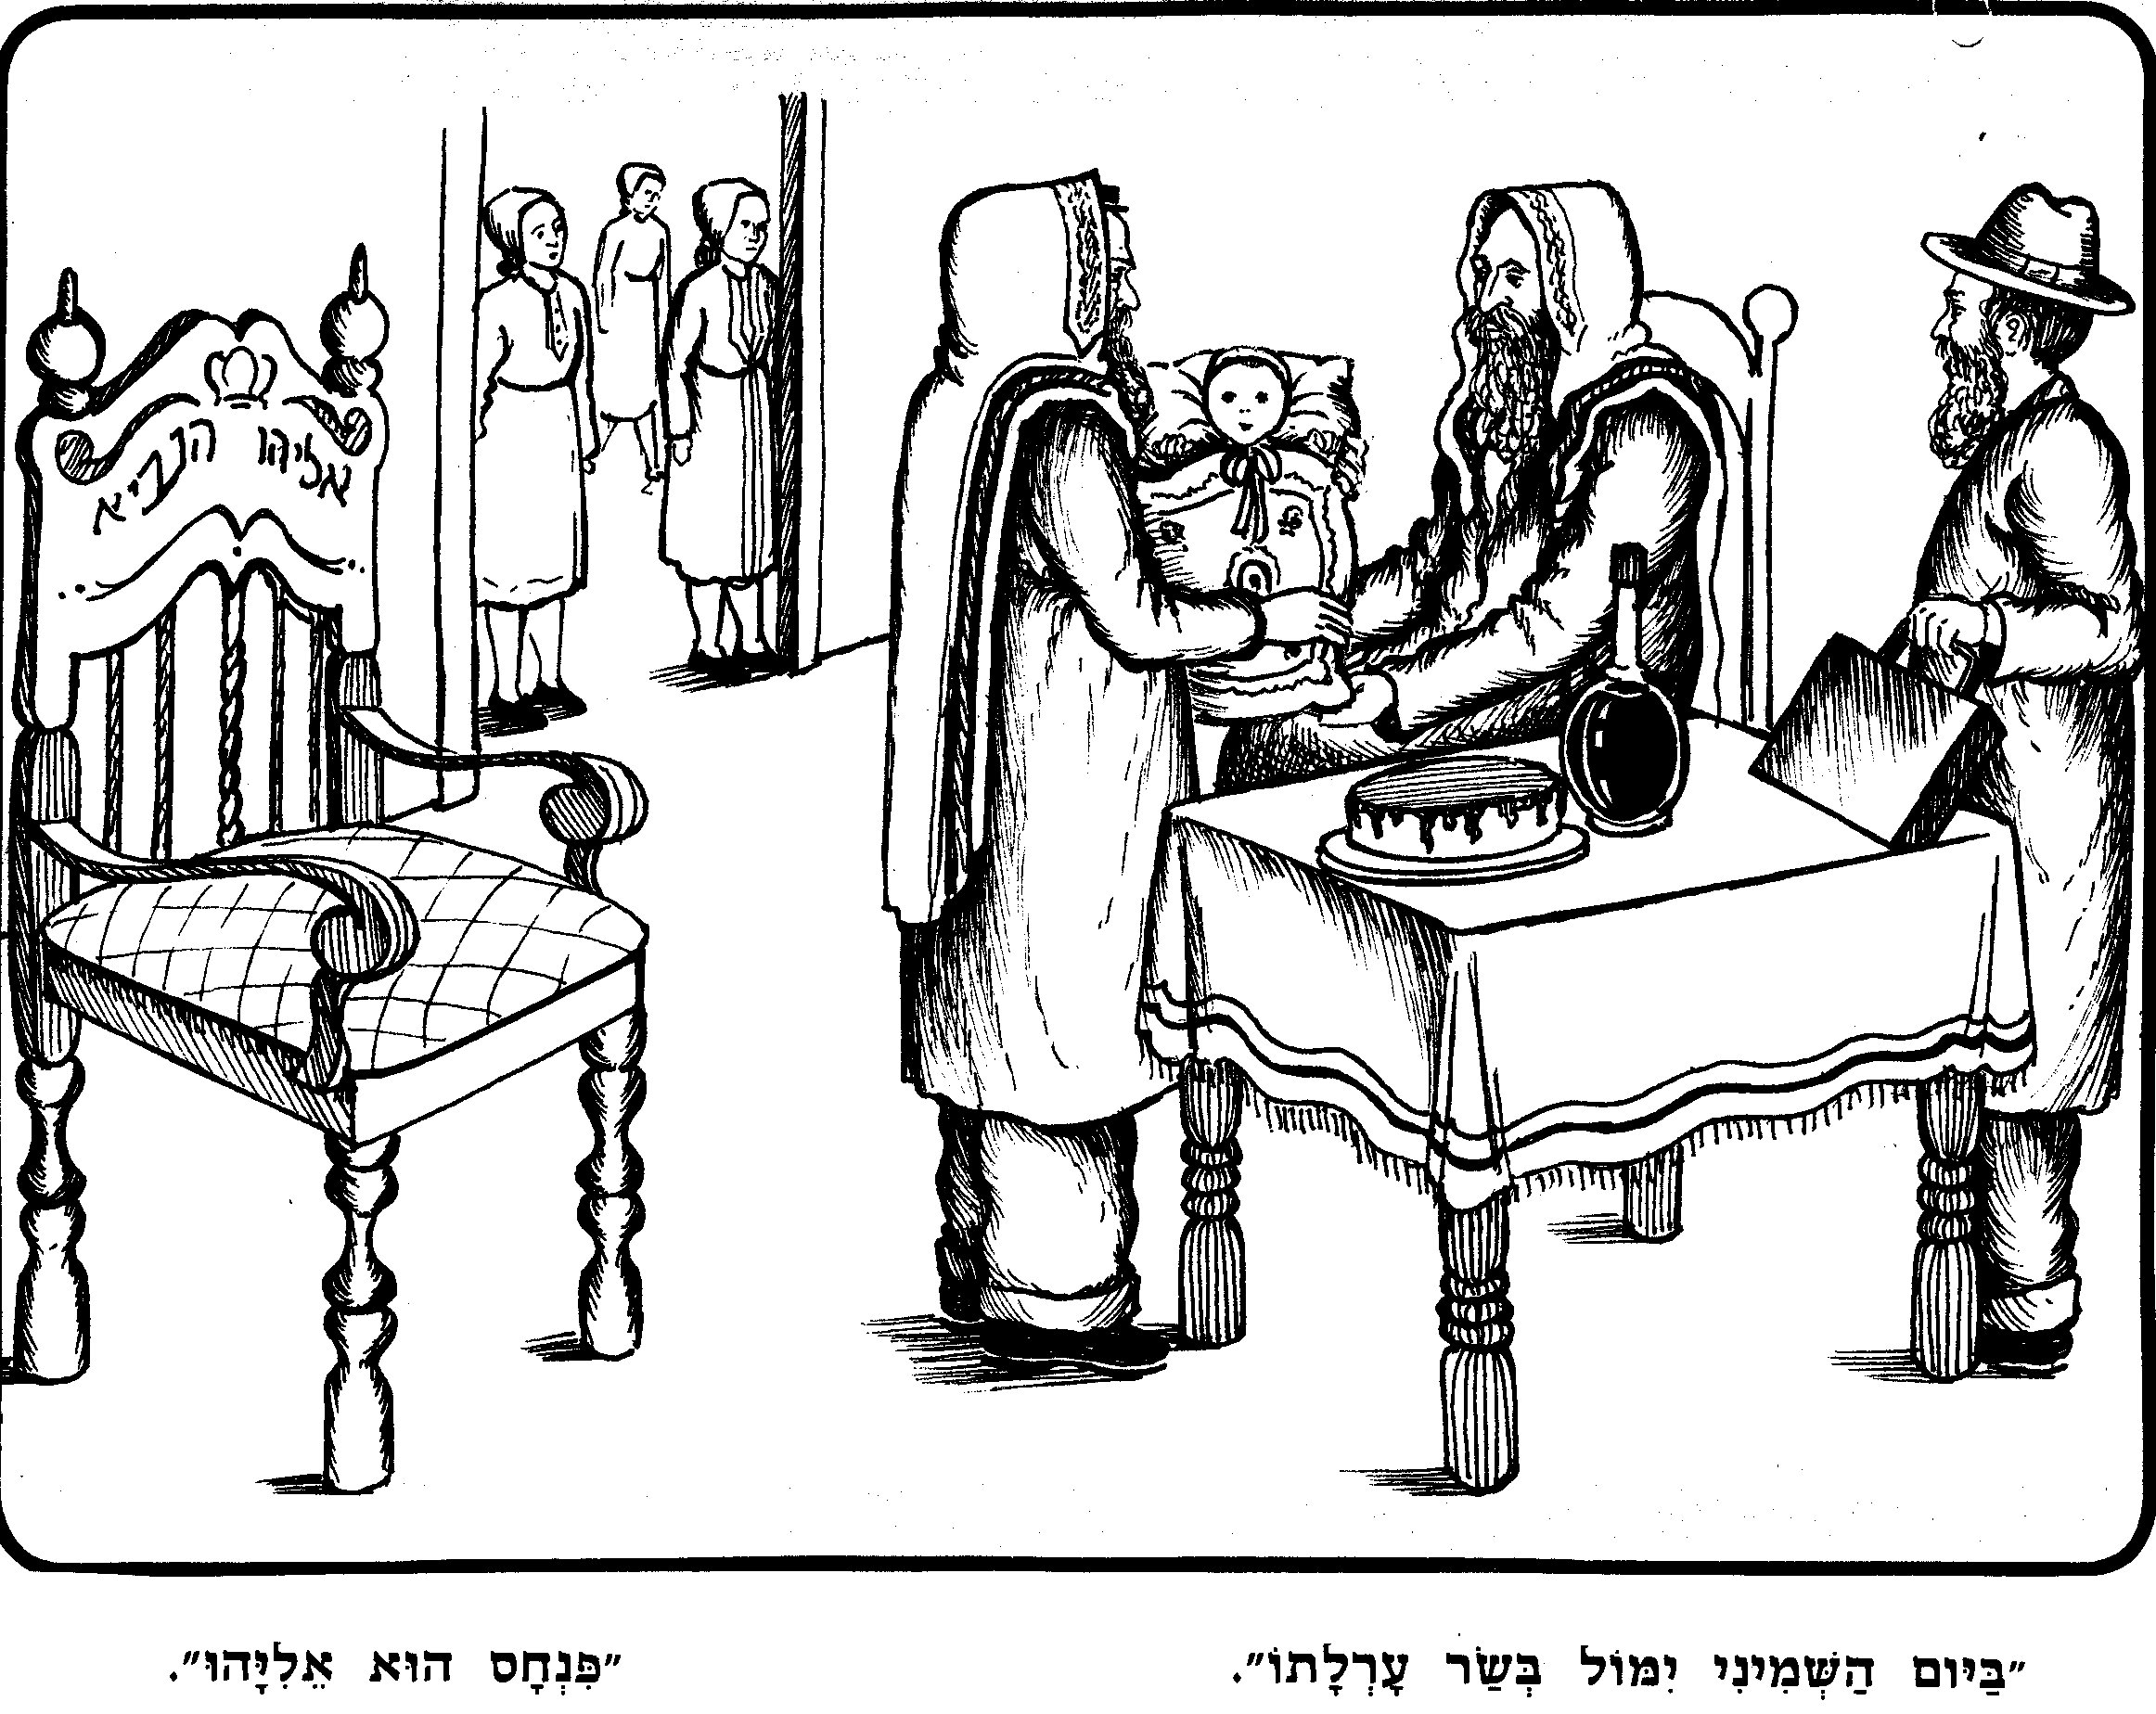 אליהו הנביא
"בַּיּוֹם הַשְּׁמִינִי יִמּוֹל בְּשַׂר עָרְלָתוֹ".
"פִּנְחָס הוּא אֵלִיָּהוּ".